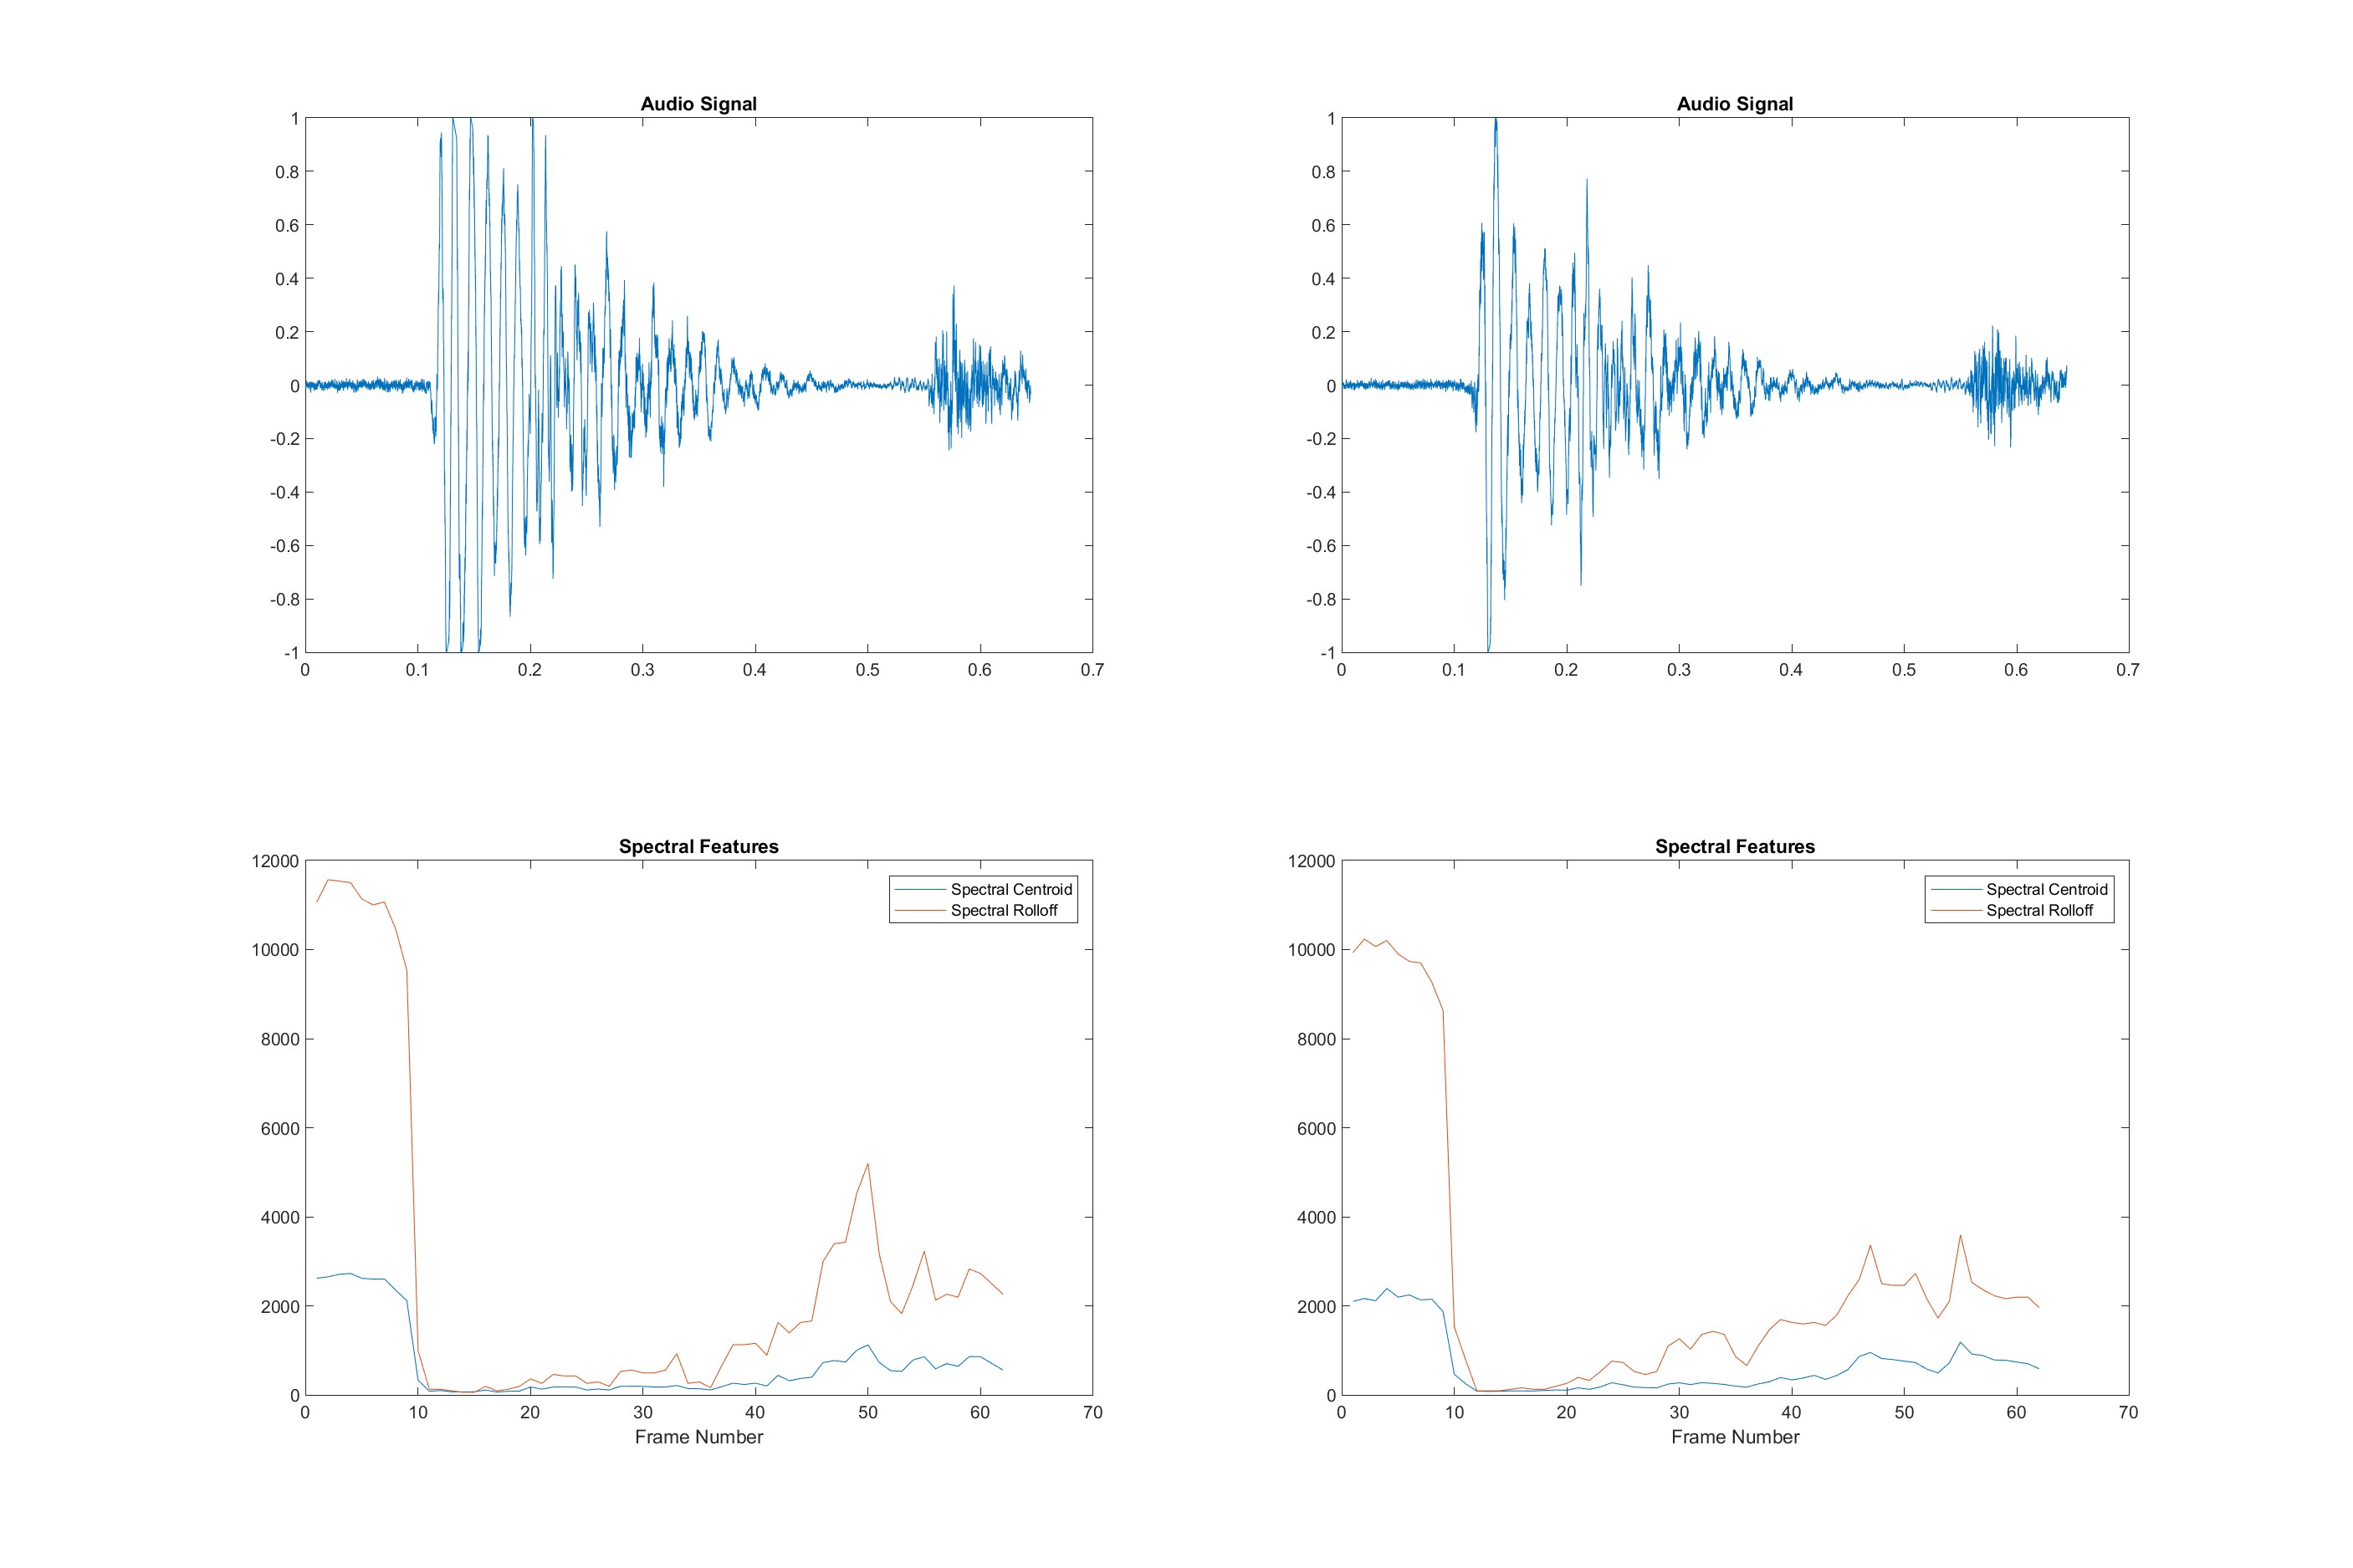 Audio Signal
1
0.8
0.6
0.4
0.2
0
-0.2
-0.4
-0.6
-0.8
-1
0 0.1 0.2 0.3 0.4 0.5 0.6 0.7
Audio Signal
1
0.8
0.6
0.4
0.2
0
-0.2
-0.4
-0.6
-0.8
-1
0 0.1 0.2 0.3 0.4 0.5 0.6 0.7
Spectral Features
12000
10000
8000
6000
4000
2000
0
Spectral Centroid
Spectral Rolloff
0 10 20 30 40 50 60 70
Frame Number
Spectral Features
12000
10000
8000
6000
4000
2000
0
Spectral Centroid
Spectral Rolloff
0 10 20 30 40 50 60 70
Frame Number